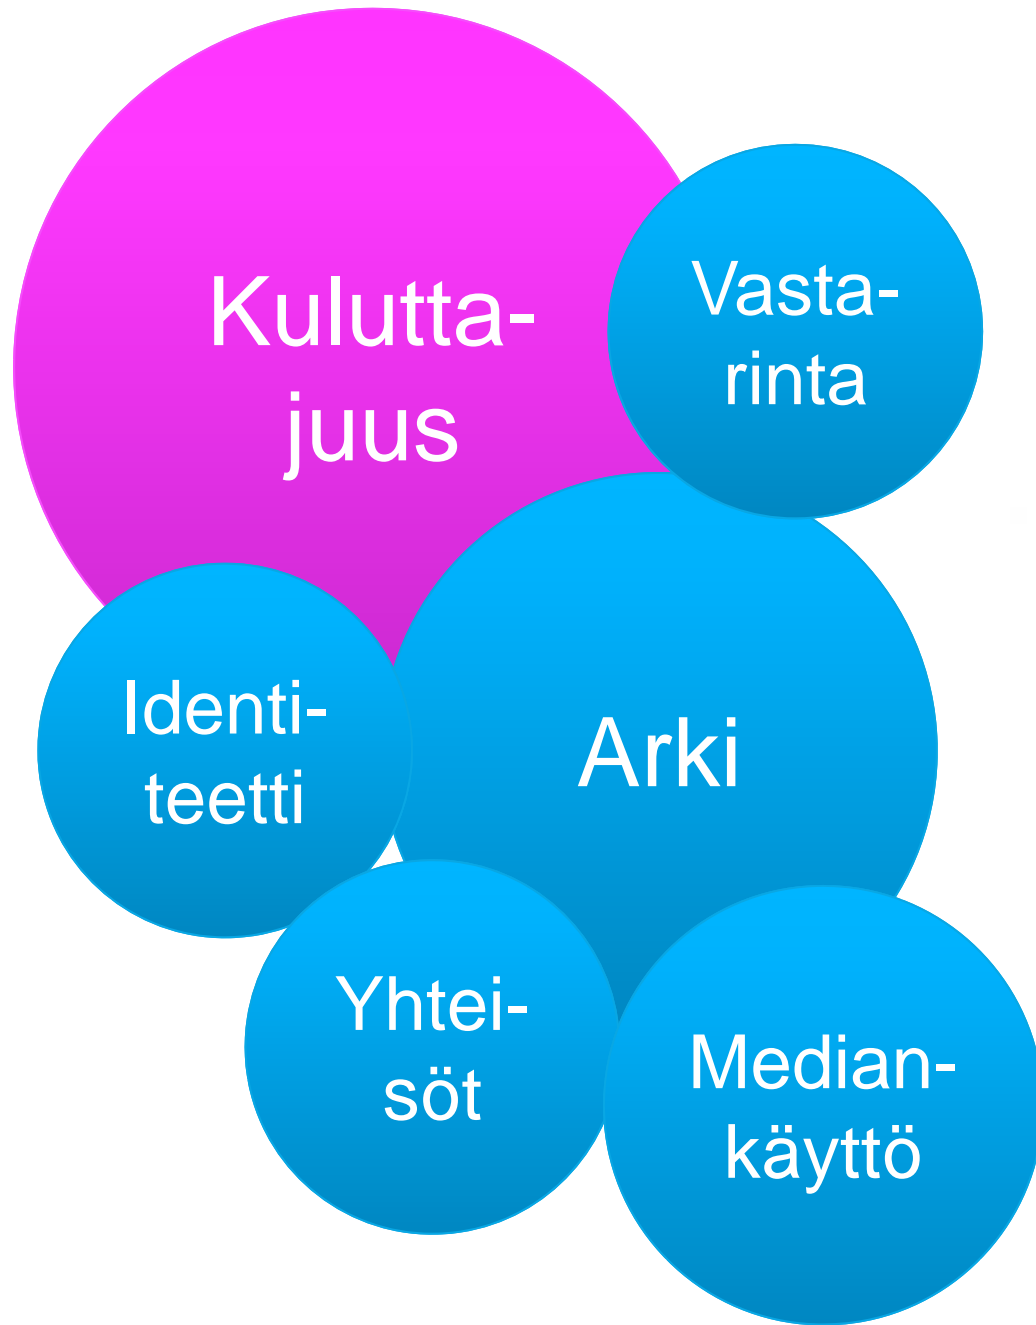 Kulutta-
juus
Vasta-
rinta
Identi-
teetti
Arki
Yhtei-
söt
Median-
käyttö